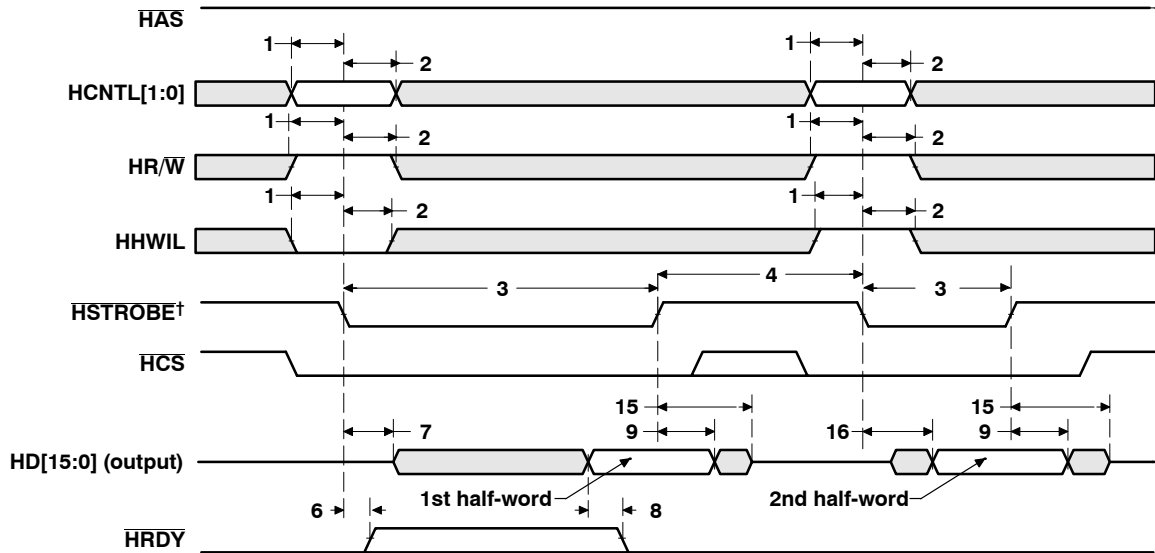 HAS
1
1
2
2
HCNTL[1:0]
1
1
2
2
HR/W
1
1
2
2
HHWIL
4
3
3
HSTROBE†
HCS
15
15
7
9
16
9
HD[15:0] (output)
1st half-word
2nd half-word
6
8
HRDY